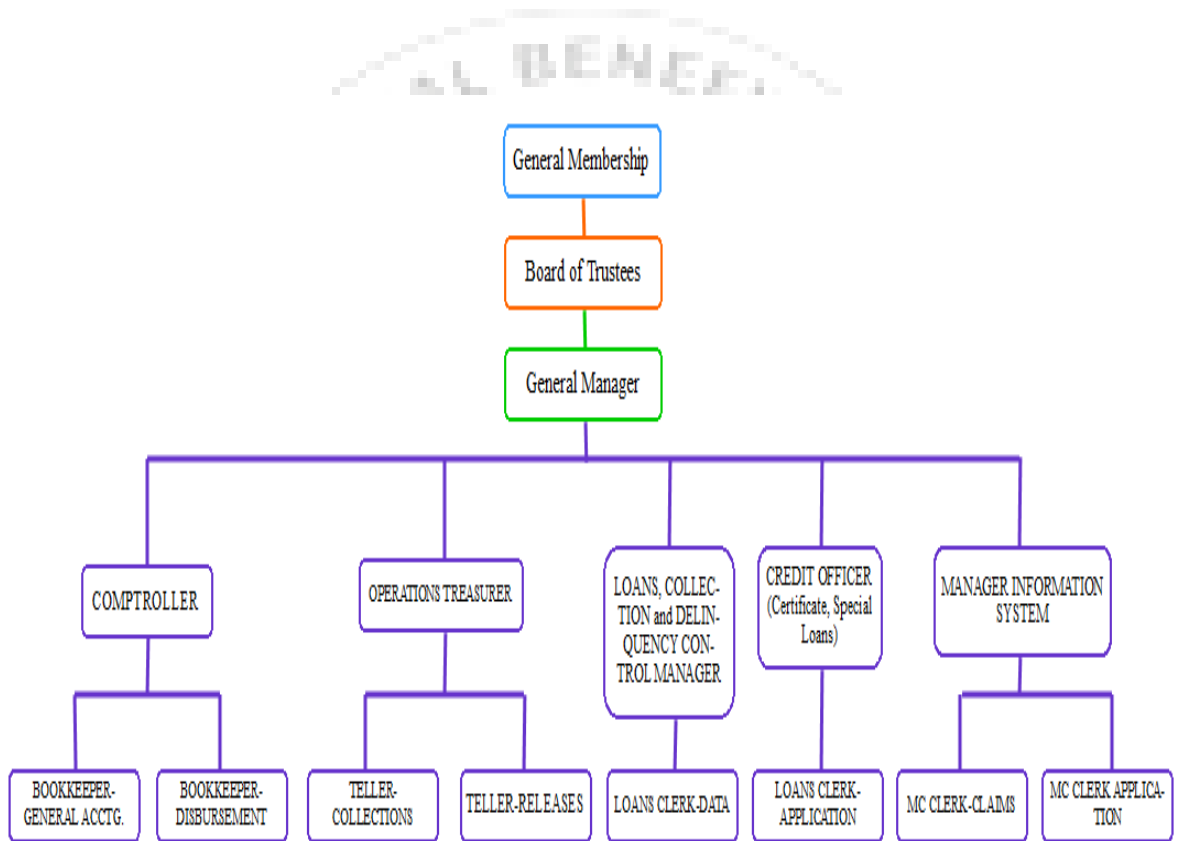 BENEF
General Membership
Board of Trustees
General Manager
COMPTROLLER
OPERATIONS TREASURER
LOANS, COLLEC-
TION and DELIN-
QUENCY CON-
TROL MANAGER
CREDIT OFFICER
(Certificate, Special
Loans)
MANAGER INFORMATION
SYSTEM
BOOKKEEPER-
GENERAL ACCTG.
BOOKKEEPER-
DISBURSEMENT
TELLER-
COLLECTIONS
TELLER-RELEASES
LOANS CLERK-DATA
LOANS CLERK-
APPLICATION
MC CLERK-CLAIMS
MC CLERK APPLICA-
TION